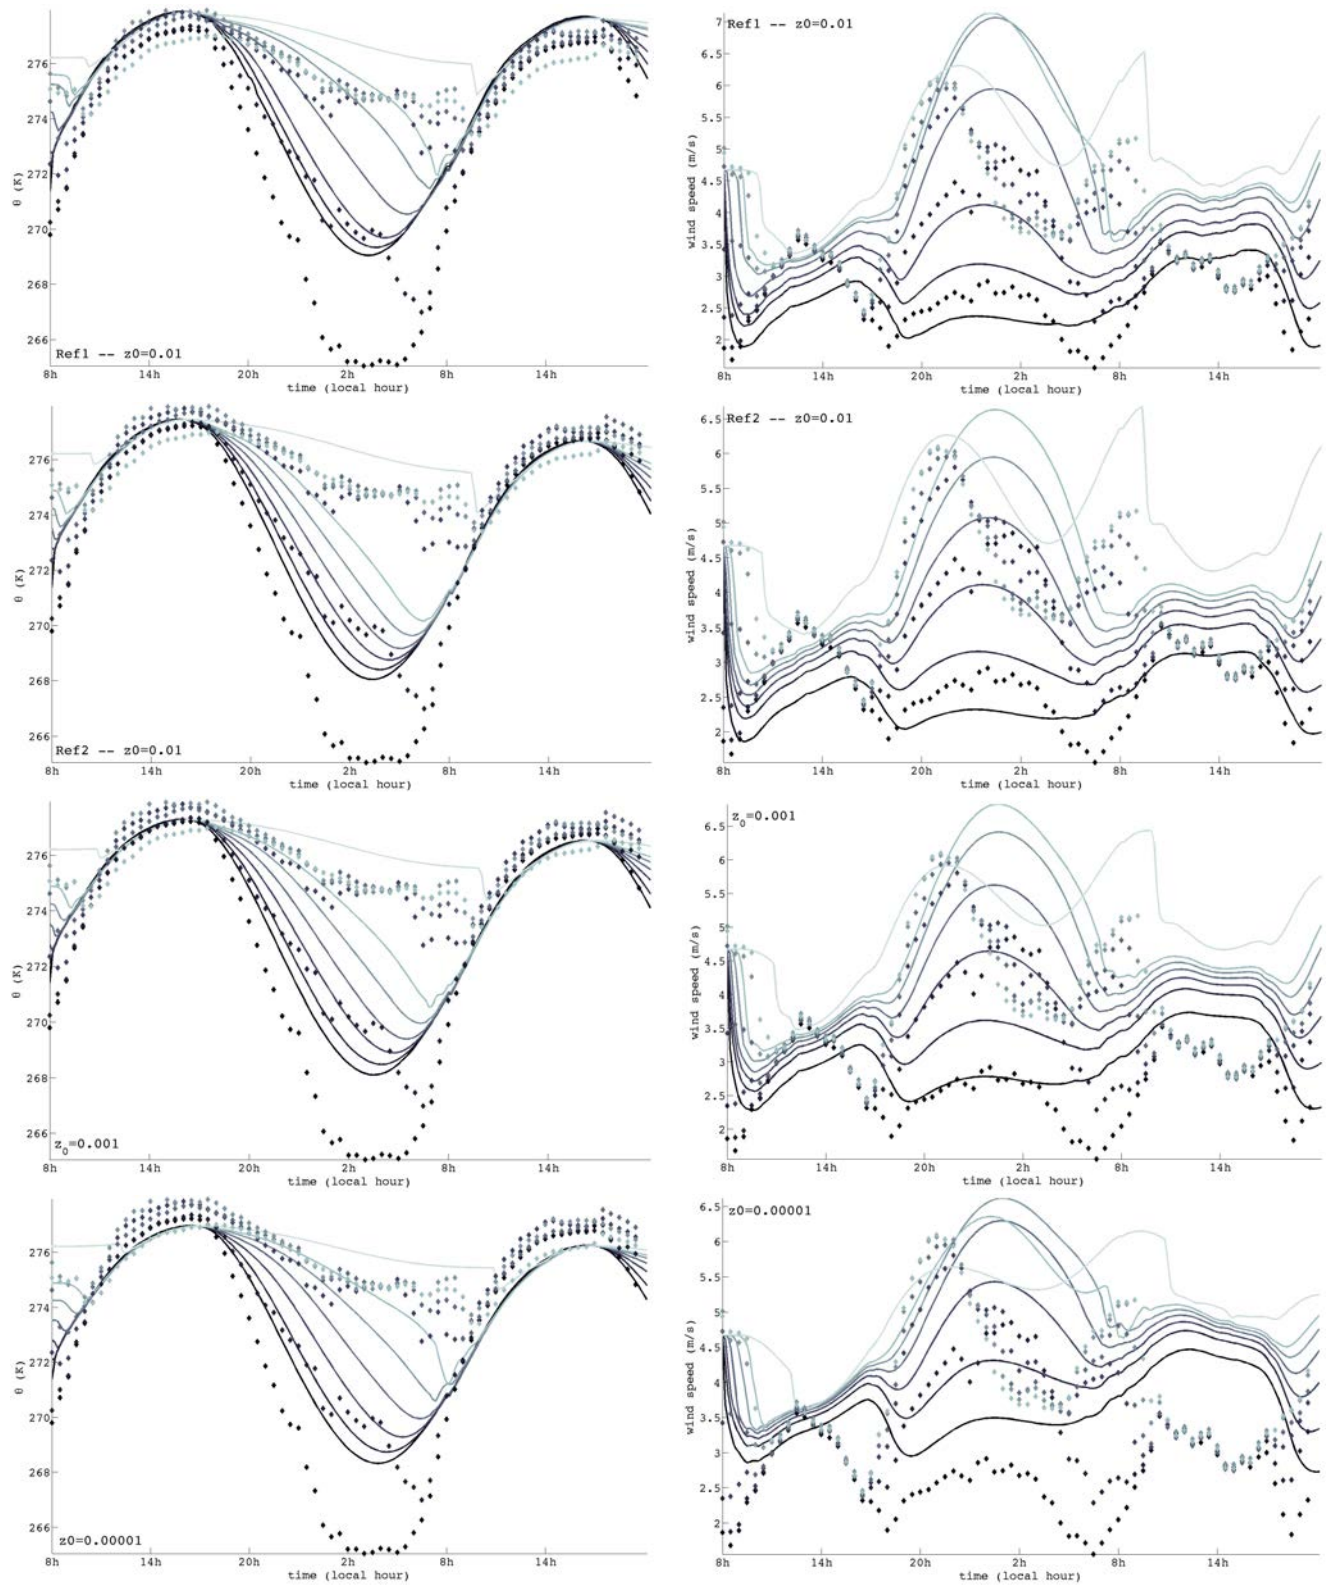 θ (K)
276
274
272
270
268
266
Ref1 -- z0=0.01
8h 14h 20h 2h 8h 14h
time (local hour)
wind speed (m/s)
7
6.5
6
5.5
5
4.5
4
3.5
3
2.5
2
Ref1 -- z0=0.01
8h 14h 20h 2h 8h 14h
time (local hour)
θ (K)
276
274
272
270
268
266
Ref2 -- z0=0.01
8h 14h 20h 2h 8h 14h
time (local hour)
wind speed (m/s)
6.5
6
5.5
5
4.5
4
3.5
3
2.5
2
Ref2 -- z0=0.01
8h 14h 20h 2h 8h 14h
time (local hour)
θ (K)
276
274
272
270
268
266
z₀=0.001
8h 14h 20h 2h 8h 14h
time (local hour)
wind speed (m/s)
6.5
6
5.5
5
4.5
4
3.5
3
2.5
2
z₀=0.001
8h 14h 20h 2h 8h 14h
time (local hour)
θ (K)
276
274
272
270
268
266
z0=0.00001
8h 14h 20h 2h 8h 14h
time (local hour)
wind speed (m/s)
6.5
6
5.5
5
4.5
4
3.5
3
2.5
2
z0=0.00001
8h 14h 20h 2h 8h 14h
time (local hour)